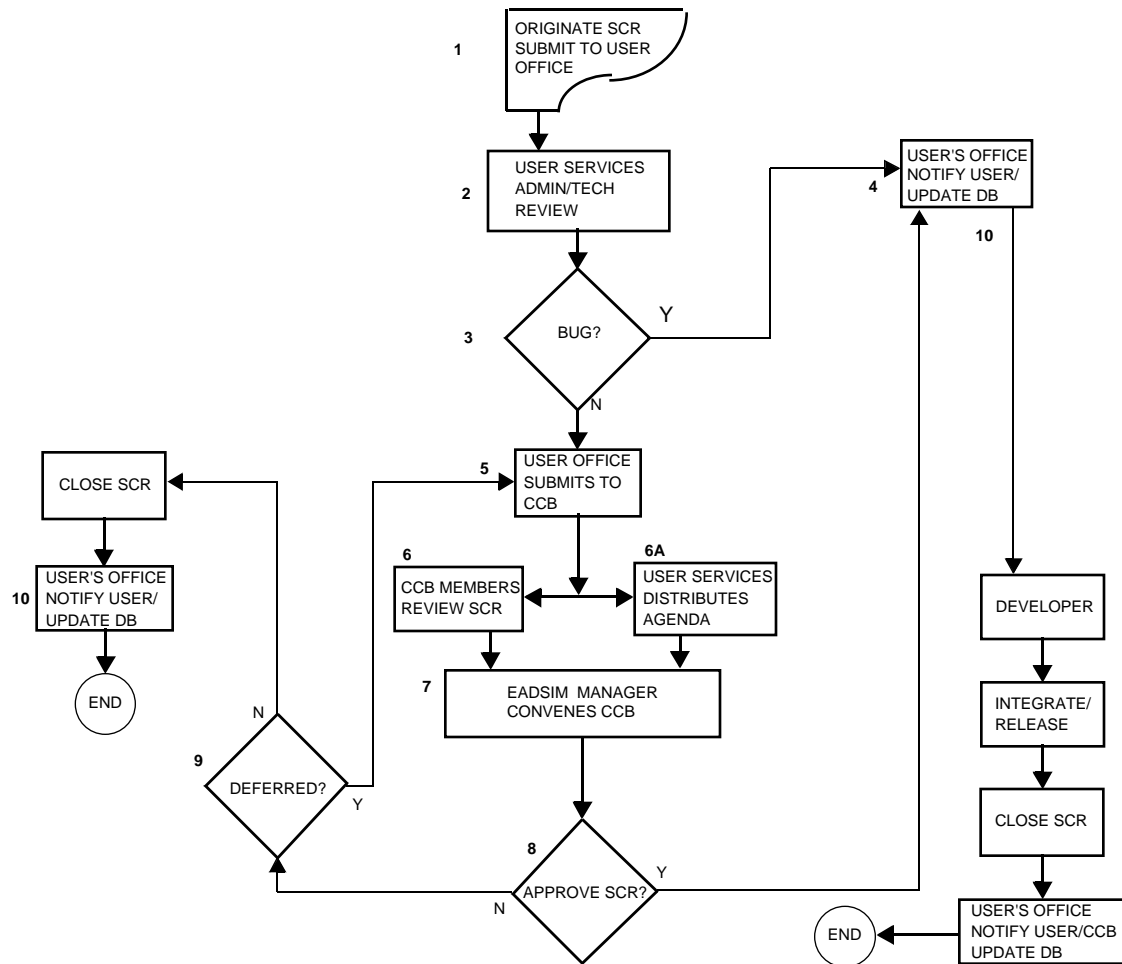 1
ORIGINATE SCR
SUBMIT TO USER
OFFICE
2
USER SERVICES
ADMIN/TECH
REVIEW
4
USER'S OFFICE
NOTIFY USER/
UPDATE DB
10
3
BUG?
Y
N
5
USER OFFICE
SUBMITS TO
CCB
CLOSE SCR
10
USER'S OFFICE
NOTIFY USER/
UPDATE DB
END
6
CCB MEMBERS
REVIEW SCR
6A
USER SERVICES
DISTRIBUTES
AGENDA
7
EADSIM MANAGER
CONVENES CCB
N
9
DEFERRED?
Y
8
APPROVE SCR?
N
Y
DEVELOPER
INTEGRATE/
RELEASE
CLOSE SCR
USER'S OFFICE
NOTIFY USER/CCB
UPDATE DB
END